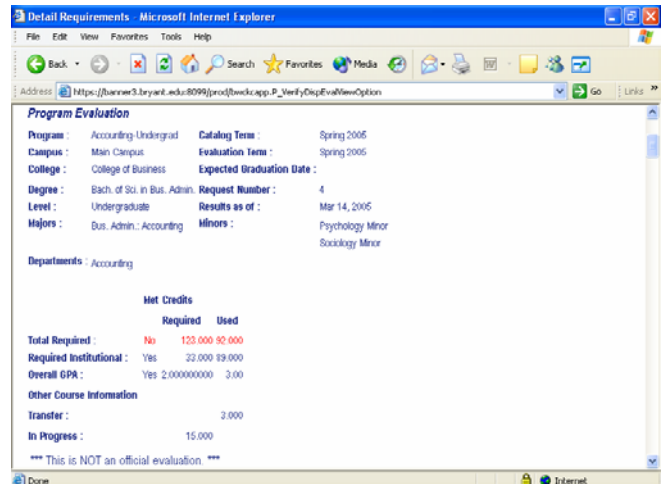 Detail Requirements - Microsoft Internet Explorer
File Edit View Favorites Tools Help
Back Search Favorites Media
Address https://banner3.bryant.edu:8099/prod/bwckcapp.P_VerifyDispEvalViewOption Go Links »
Program Evaluation
Program : Accounting-Undergrad Catalog Term : Spring 2005
Campus : Main Campus Evaluation Term : Spring 2005
College : College of Business Expected Graduation Date :
Degree : Bach. of Sci. in Bus. Admin. Request Number : 4
Level : Undergraduate Results as of : Mar 14, 2005
Majors : Bus. Admin.: Accounting Minors : Psychology Minor
Sociology Minor
Departments : Accounting
Met Credits
Required Used
Total Required : No 123.000 92.000
Required Institutional : Yes 33.000 89.000
Overall GPA : Yes 2.000000000 3.00
Other Course Information
Transfer : 3.000
In Progress : 15.000
*** This is NOT an official evaluation. ***
Done Internet